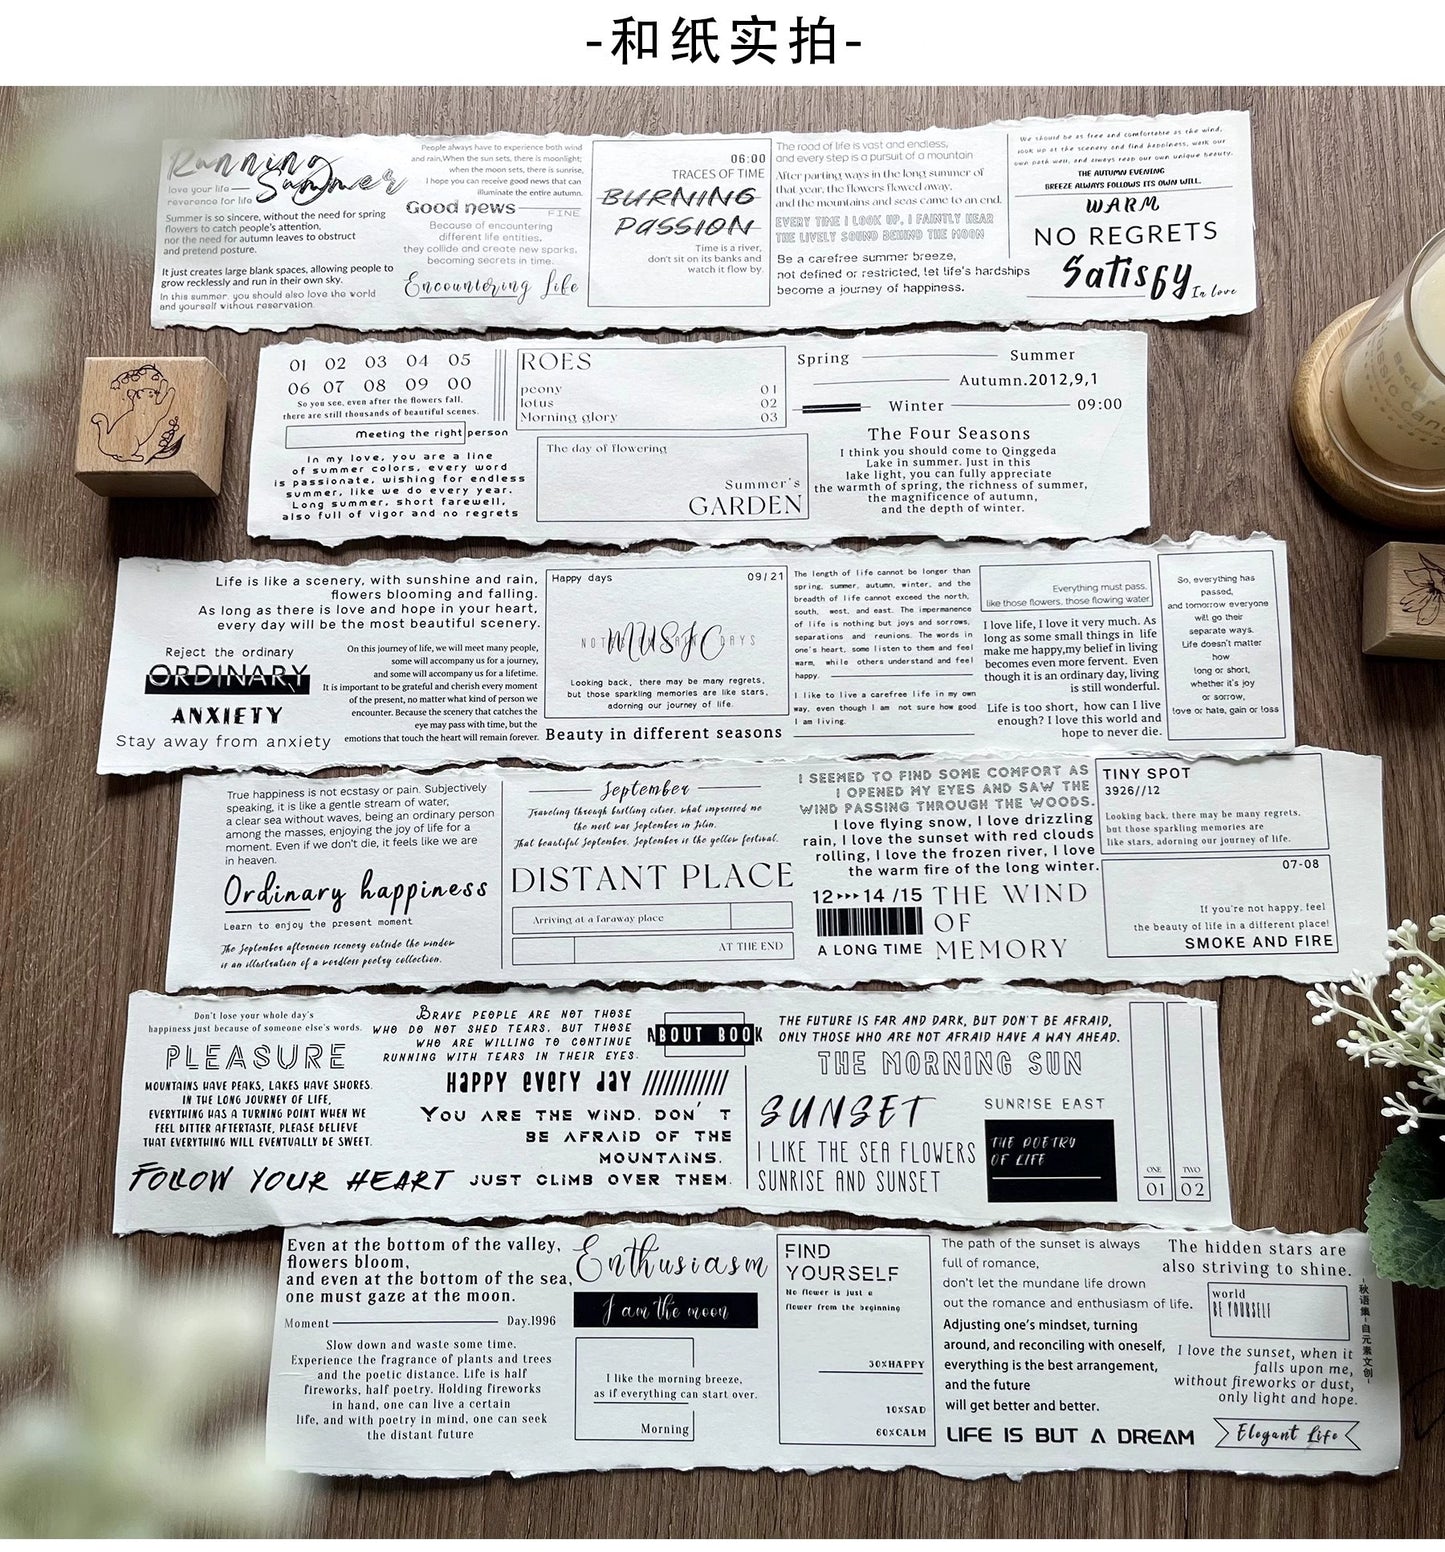 -和纸实拍-
Running
Summer
love your life
reverence for life
Summer is so sincere, without the need for spring
flowers to catch people's attention,
nor the need for autumn leaves to obstruct
and pretend posture.
It just creates large blank spaces, allowing people to
grow recklessly and run in their own sky.
In this summer, you should also love the world
and yourself without reservation.
People always have to experience both wind
and rain,When the sun sets, there is moonlight;
when the moon sets, there is sunrise,
I hope you can receive good news that can
illuminate the entire autumn.
Good news
FINE
Because of encountering
different life entities,
they collide and create new sparks,
becoming secrets in time.
Encountering Life
06:00
TRACES OF TIME
BURNING
PASSION
Time is a river,
don't sit on its banks and
watch it flow by.
The road of life is vast and endless,
and every step is a pursuit of a mountain
After parting ways in the long summer of
that year, the flowers flowed away,
and the mountains and seas came to an end.
EVERY TIME I LOOK UP, I FAINTLY HEAR
THE LIVELY SOUND BEHIND THE MOON
Be a carefree summer breeze,
not defined or restricted, let life's hardships
become a journey of happiness.
We should be as free and comfortable as the wind,
look up at the scenery and find happiness, walk our
own path well, and always reap our own unique beauty.
THE AUTUMN EVENING
BREEZE ALWAYS FOLLOWS ITS OWN WILL.
WARM
NO REGRETS
Satisfy
In love
01 02 03 04 05
06 07 08 09 00
So you see, even after the flowers fall,
there are still thousands of beautiful scenes.
Meeting the right person
In my love, you are a line
of summer colors, every word
is passionate, wishing for endless
summer, like we do every year.
Long summer, short farewell,
also full of vigor and no regrets
ROES
peony 01
lotus 02
Morning glory 03
The day of flowering
Summer's
GARDEN
Spring Summer
Autumn.2012,9,1
Winter 09:00
The Four Seasons
I think you should come to Qinggeda
Lake in summer. Just in this
lake light, you can fully appreciate
the warmth of spring, the richness of summer,
the magnificence of autumn,
and the depth of winter.
Life is like a scenery, with sunshine and rain,
flowers blooming and falling.
As long as there is love and hope in your heart,
every day will be the most beautiful scenery.
Reject the ordinary
ORDINARY
ANXIETY
Stay away from anxiety
On this journey of life, we will meet many people,
some will accompany us for a journey,
and some will accompany us for a lifetime.
It is important to be grateful and cherish every moment
of the present, no matter what kind of person we
encounter. Because the scenery that catches the
eye may pass with time, but the
emotions that touch the heart will remain forever.
Happy days 09/21
MUSIC
DAYS
Looking back, there may be many regrets,
but those sparkling memories are like stars,
adorning our journey of life.
Beauty in different seasons
The length of life cannot be longer than
spring, summer, autumn, winter, and the
breadth of life cannot exceed the north,
south, west, and east. The impermanence
of life is nothing but joys and sorrows,
separations and reunions. The words in
one's heart, some listen to them and feel
warm, while others understand and feel
happy.
I like to live a carefree life in my own
way, even though I am not sure how good
I am living.
Everything must pass,
like those flowers, those flowing water
I love life, I love it very much. As
long as some small things in life
make me happy,my belief in living
becomes even more fervent. Even
though it is an ordinary day, living
is still wonderful.
Life is too short, how can I live
enough? I love this world and
hope to never die.
So, everything has
passed,
and tomorrow everyone
will go their
separate ways.
Life doesn't matter
how
long or short,
whether it's joy
or sorrow,
love or hate, gain or loss
True happiness is not ecstasy or pain. Subjectively
speaking, it is like a gentle stream of water,
a clear sea without waves, being an ordinary person
among the masses, enjoying the joy of life for a
moment. Even if we don't die, it feels like we are
in heaven.
Ordinary happiness
Learn to enjoy the present moment
The September afternoon scenery outside the window
is an illustration of a wordless poetry collection.
September
Traveling through bustling cities, what impressed me
the most was September in Jilin.
That beautiful September, September is the yellow festival.
DISTANT PLACE
Arriving at a faraway place
AT THE END
I SEEMED TO FIND SOME COMFORT AS
I OPENED MY EYES AND SAW THE
WIND PASSING THROUGH THE WOODS.
I love flying snow, I love drizzling
rain, I love the sunset with red clouds
rolling, I love the frozen river, I love
the warm fire of the long winter.
12▸▸▸14 /15
A LONG TIME
THE WIND
OF
MEMORY
TINY SPOT
3926//12
Looking back, there may be many regrets,
but those sparkling memories are
like stars, adorning our journey of life.
07-08
If you're not happy, feel
the beauty of life in a different place!
SMOKE AND FIRE
Don't lose your whole day's
happiness just because of someone else's words.
PLEASURE
MOUNTAINS HAVE PEAKS, LAKES HAVE SHORES.
IN THE LONG JOURNEY OF LIFE,
EVERYTHING HAS A TURNING POINT WHEN WE
FEEL BITTER AFTERTASTE, PLEASE BELIEVE
THAT EVERYTHING WILL EVENTUALLY BE SWEET.
FOLLOW YOUR HEART
BRAVE PEOPLE ARE NOT THOSE
WHO DO NOT SHED TEARS, BUT THOSE
WHO ARE WILLING TO CONTINUE
RUNNING WITH TEARS IN THEIR EYES.
HAPPY EVERY DAY
YOU ARE THE WIND. DON'T
BE AFRAID OF THE
MOUNTAINS.
JUST CLIMB OVER THEM.
ABOUT BOOK
THE FUTURE IS FAR AND DARK, BUT DON'T BE AFRAID,
ONLY THOSE WHO ARE NOT AFRAID HAVE A WAY AHEAD.
THE MORNING SUN
SUNSET
I LIKE THE SEA FLOWERS
SUNRISE AND SUNSET
SUNRISE EAST
THE POETRY
OF LIFE
ONE
01
TWO
02
Even at the bottom of the valley,
flowers bloom,
and even at the bottom of the sea,
one must gaze at the moon.
Moment Day.1996
Slow down and waste some time.
Experience the fragrance of plants and trees
and the poetic distance. Life is half
fireworks, half poetry. Holding fireworks
in hand, one can live a certain
life, and with poetry in mind, one can seek
the distant future
Enthusiasm
I am the moon
I like the morning breeze,
as if everything can start over.
Morning
FIND
YOURSELF
No flower is just a
flower from the beginning
30%HAPPY
10%SAD
60%CALM
The path of the sunset is always
full of romance,
don't let the mundane life drown
out the romance and enthusiasm of life.
Adjusting one's mindset, turning
around, and reconciling with oneself,
everything is the best arrangement,
and the future
will get better and better.
LIFE IS BUT A DREAM
The hidden stars are
also striving to shine.
world
BE YOURSELF
I love the sunset, when it
falls upon me,
without fireworks or dust,
only light and hope.
Elegant Life
-秋语集-自元素文创-